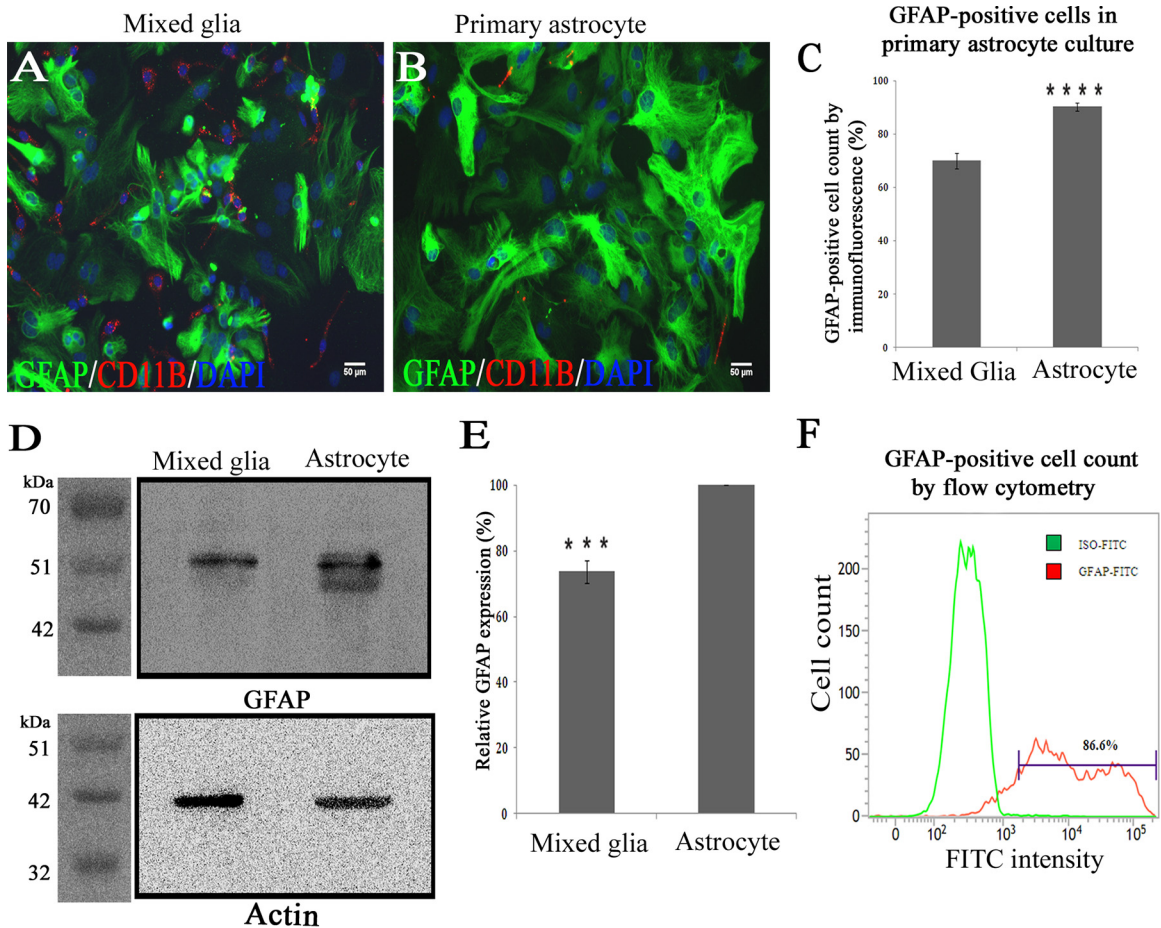 Mixed glia
Primary astrocyte
A
GFAP/CD11B/DAPI
50 μm
B
GFAP/CD11B/DAPI
50 μm
C
GFAP-positive cells in
primary astrocyte culture
GFAP-positive cell count by
immunofluorescence (%)
100
80
60
40
20
0
* * * *
Mixed Glia
Astrocyte
D
Mixed glia
Astrocyte
kDa
70
51
42
GFAP
kDa
51
42
32
Actin
E
Relative GFAP expression (%)
100
80
60
40
20
0
* * *
Mixed glia
Astrocyte
F
GFAP-positive cell count
by flow cytometry
Cell count
200
150
100
50
0
ISO-FITC
GFAP-FITC
86.6%
0
10²
10³
10⁴
10⁵
FITC intensity